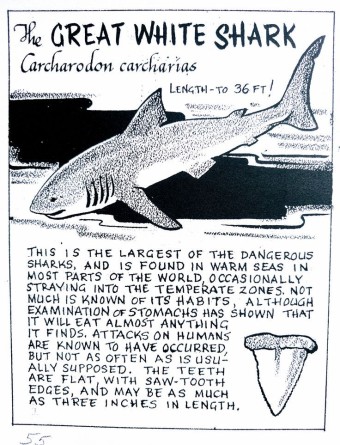 The GREAT WHITE SHARK
Carcharodon carcharias
LENGTH-TO 36 FT!
THIS IS THE LARGEST OF THE DANGEROUS
SHARKS, AND IS FOUND IN WARM SEAS IN
MOST PARTS OF THE WORLD, OCCASIONALLY
STRAYING INTO THE TEMPERATE ZONES. NOT
MUCH IS KNOWN OF ITS HABITS, ALTHOUGH
EXAMINATION OF STOMACHS HAS SHOWN THAT
IT WILL EAT ALMOST ANYTHING
IT FINDS. ATTACKS ON HUMANS
ARE KNOWN TO HAVE OCCURRED,
BUT NOT AS OFTEN AS IS USU-
ALLY SUPPOSED. THE TEETH
ARE FLAT, WITH SAW-TOOTH
EDGES, AND MAY BE AS MUCH
AS THREE INCHES IN LENGTH.
55